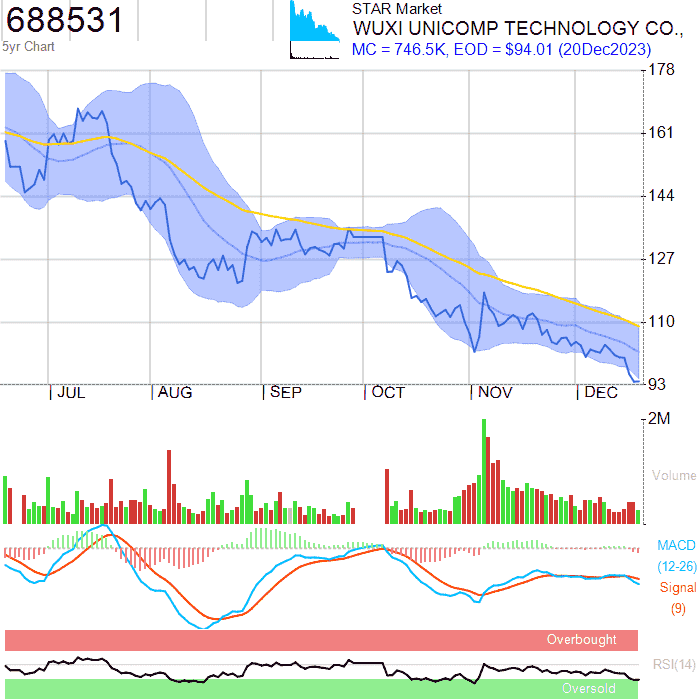 688531
5yr Chart
STAR Market
WUXI UNICOMP TECHNOLOGY CO.,
MC = 746.5K, EOD = $94.01 (20Dec2023)
178
161
144
127
110
93
JUL
AUG
SEP
OCT
NOV
DEC
2M
Volume
MACD
(12-26)
Signal
(9)
Overbought
RSI(14)
Oversold